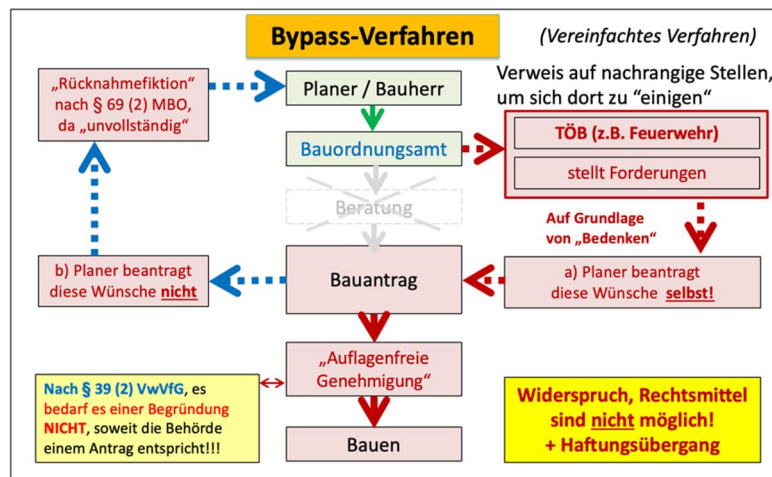 Bypass-Verfahren
(Vereinfachtes Verfahren)
„Rücknahmefiktion“
nach § 69 (2) MBO,
da „unvollständig“
Planer / Bauherr
Bauordnungsamt
Beratung
Verweis auf nachrangige Stellen,
um sich dort zu “einigen“
TÖB (z.B. Feuerwehr)
stellt Forderungen
Auf Grundlage
von „Bedenken“
b) Planer beantragt
diese Wünsche nicht
Bauantrag
a) Planer beantragt
diese Wünsche selbst!
„Auflagenfreie
Genehmigung“
Bauen
Nach § 39 (2) VwVfG, es
bedarf es einer Begründung
NICHT, soweit die Behörde
einem Antrag entspricht!!!
Widerspruch, Rechtsmittel
sind nicht möglich!
+ Haftungsübergang